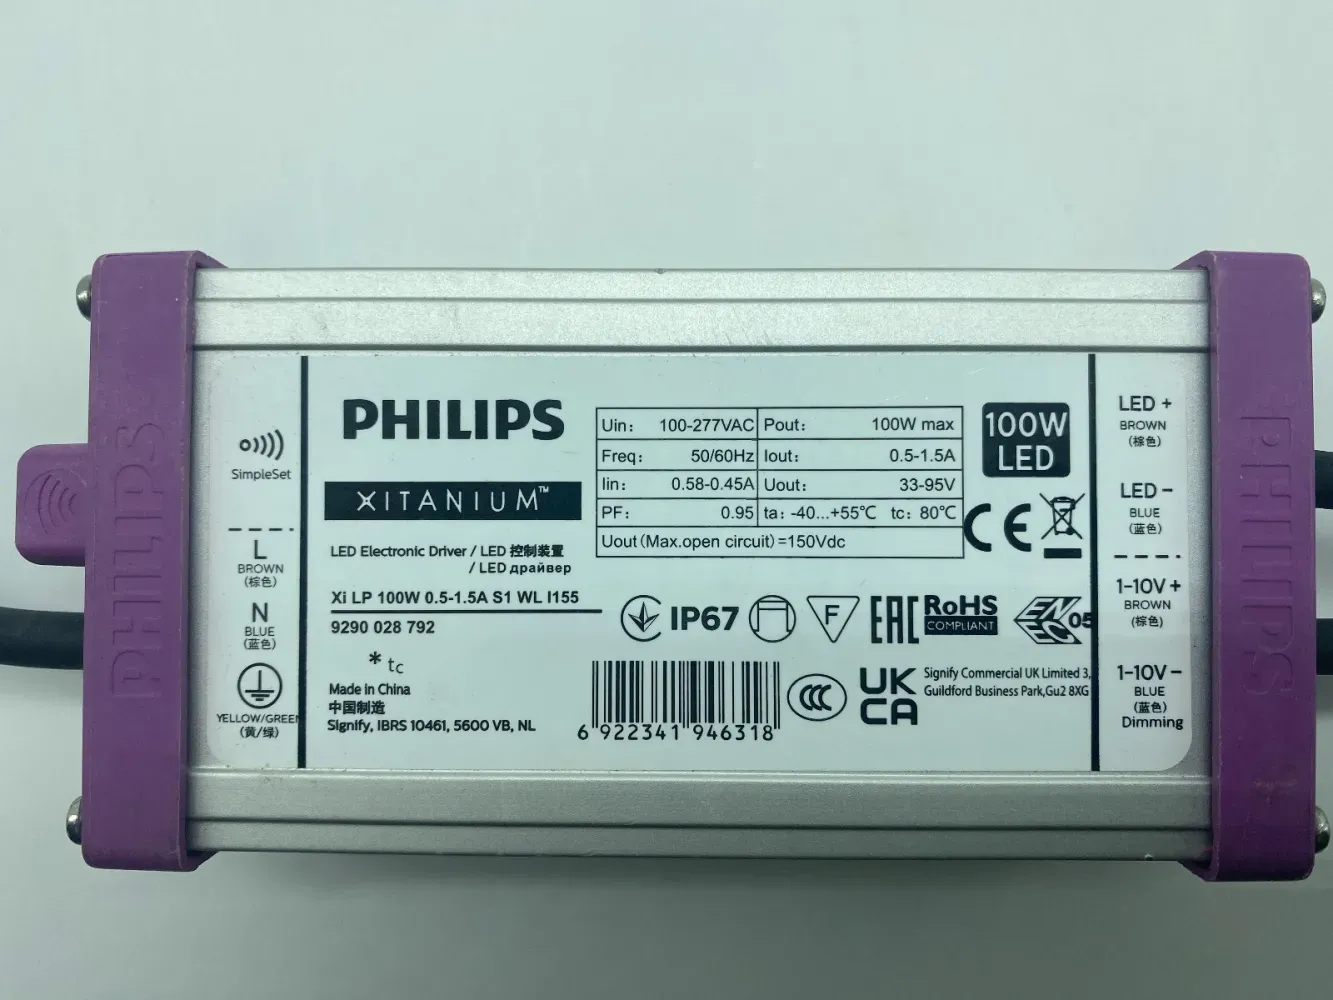 SimpleSet
L
BROWN
(棕色)
N
BLUE
(蓝色)
YELLOW/GREEN
(黄/绿)
PHILIPS
XITANIUM™
LED Electronic Driver / LED 控制装置
/ LED драйвер
Xi LP 100W 0.5-1.5A S1 WL I155
9290 028 792
* tc
Made in China
中国制造
Signify, IBRS 10461, 5600 VB, NL
Uin: 100-277VAC Pout: 100W max
Freq: 50/60Hz Iout: 0.5-1.5A
Iin: 0.58-0.45A Uout: 33-95V
PF: 0.95 ta: -40...+55℃ tc: 80℃
Uout(Max.open circuit)=150Vdc
100W
LED
CE
IP67
F
EAC
RoHS
COMPLIANT
ENEC 05
6 922341 946318
CCC
UK
CA
Signify Commercial UK Limited 3,
Guildford Business Park,Gu2 8XG
LED +
BROWN
(棕色)
LED -
BLUE
(蓝色)
1-10V +
BROWN
(棕色)
1-10V -
BLUE
(蓝色)
Dimming
PHILIPS
PHILIPS